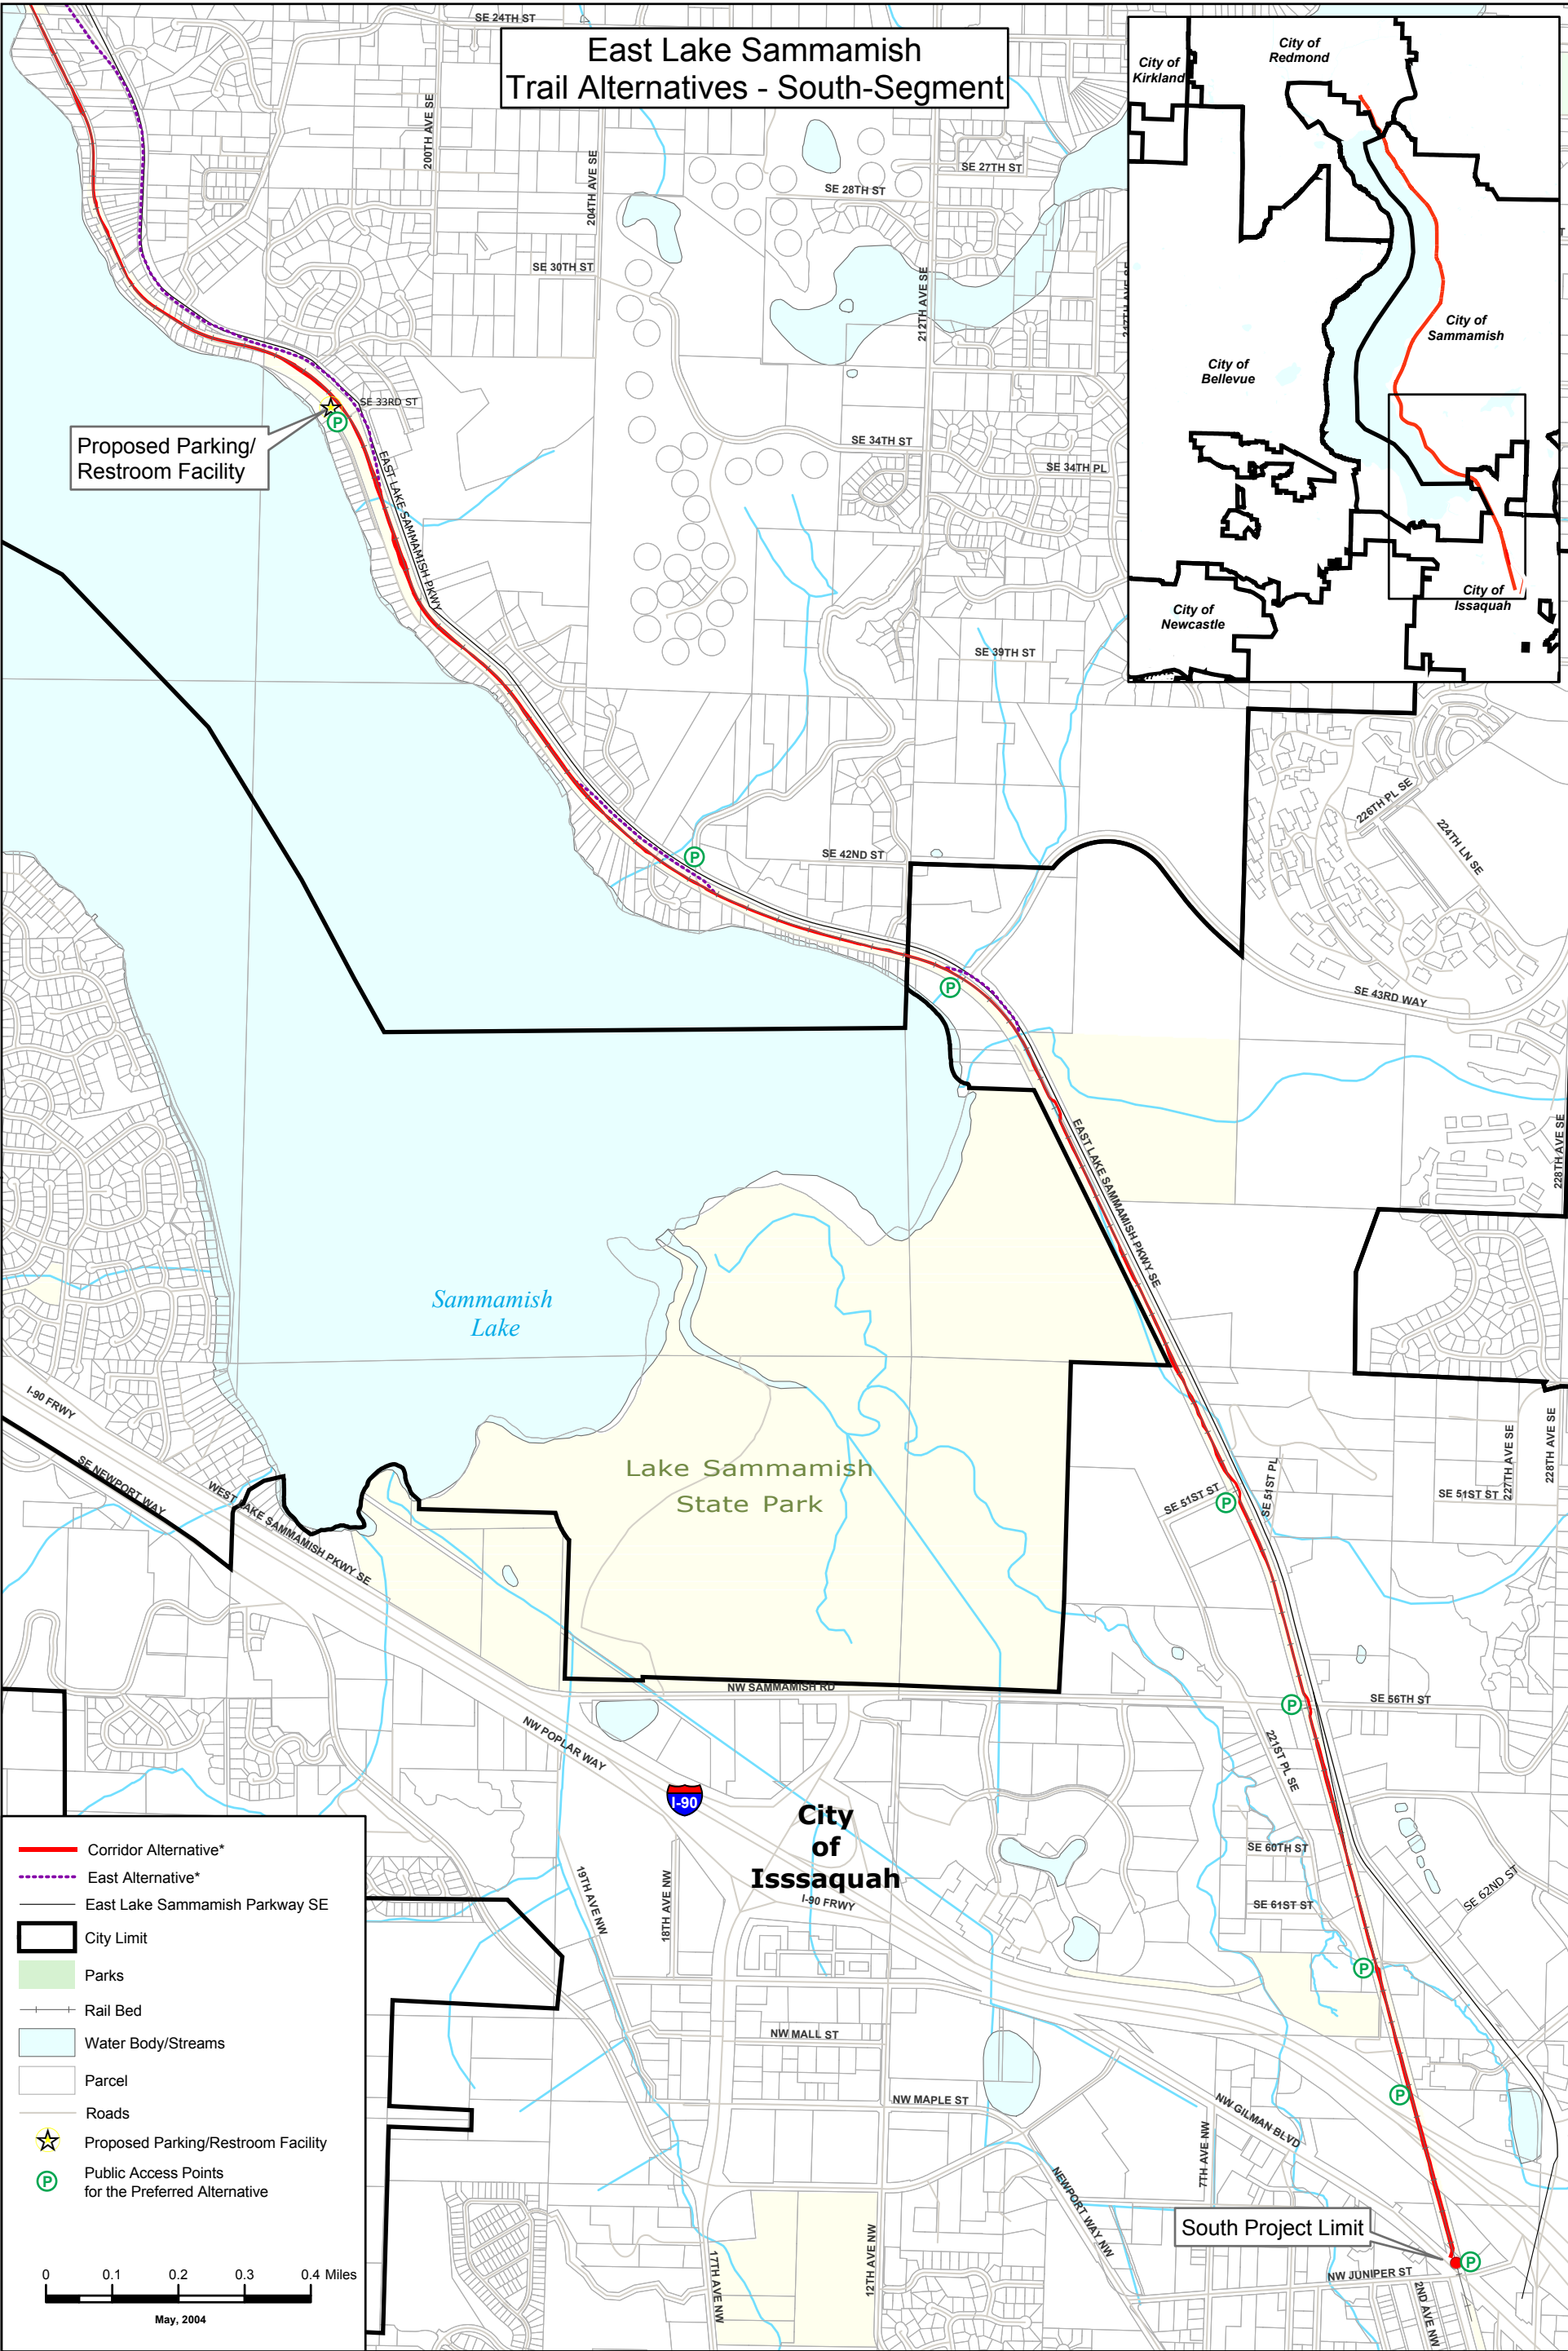 East Lake Sammamish
Trail Alternatives - South-Segment
SE 24TH ST
200TH AVE SE
204TH AVE SE
SE 27TH ST
SE 28TH ST
SE 30TH ST
212TH AVE SE
City of
Kirkland
City of
Redmond
City of
Sammamish
City of
Bellevue
City of
Issaquah
City of
Newcastle
SE 33RD ST
P
Proposed Parking/
Restroom Facility
EAST LAKE SAMMAMISH PKWY
SE 34TH ST
SE 34TH PL
SE 39TH ST
226TH PL SE
224TH LN SE
P
SE 42ND ST
P
SE 43RD WAY
EAST LAKE SAMMAMISH PKWY SE
228TH AVE SE
Sammamish
Lake
I-90 FRWY
SE NEWPORT WAY
WEST LAKE SAMMAMISH PKWY SE
Lake Sammamish
State Park
SE 51ST ST
P
SE 51ST PL
SE 51ST ST
227TH AVE SE
228TH AVE SE
NW SAMMAMISH RD
P
SE 56TH ST
NW POPLAR WAY
221ST PL SE
I-90
City
of
Isssaquah
I-90 FRWY
SE 60TH ST
SE 61ST ST
SE 62ND ST
19TH AVE NW
18TH AVE NW
P
NW MALL ST
NW MAPLE ST
P
NW GILMAN BLVD
7TH AVE NW
NEWPORT WAY NW
South Project Limit
P
NW JUNIPER ST
2ND AVE NW
17TH AVE NW
12TH AVE NW
Corridor Alternative*
East Alternative*
East Lake Sammamish Parkway SE
City Limit
Parks
Rail Bed
Water Body/Streams
Parcel
Roads
Proposed Parking/Restroom Facility
P
Public Access Points
for the Preferred Alternative
0 0.1 0.2 0.3 0.4 Miles
May, 2004